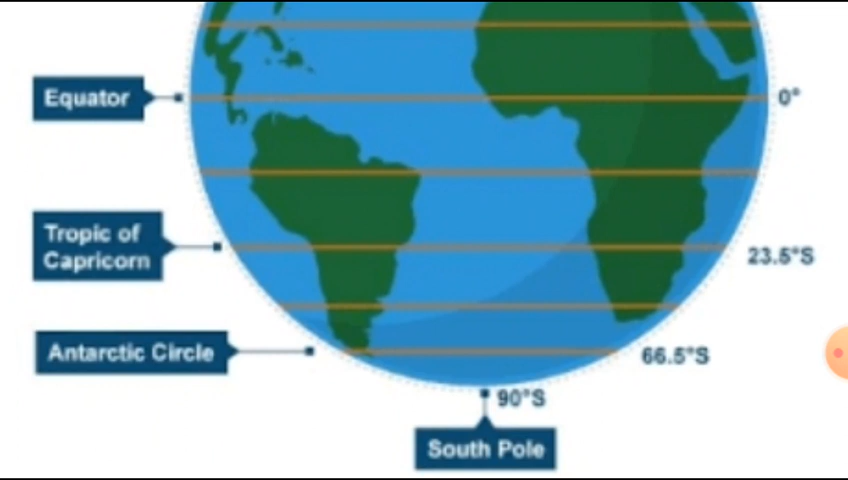 Equator
0°
Tropic of
Capricorn
23.5°S
Antarctic Circle
66.5°S
90°S
South Pole